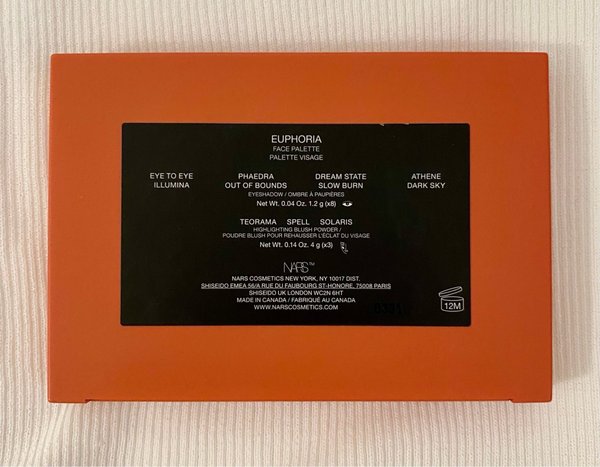 EUPHORIA
FACE PALETTE
PALETTE VISAGE
EYE TO EYE PHAEDRA DREAM STATE ATHENE
ILLUMINA OUT OF BOUNDS SLOW BURN DARK SKY
EYESHADOW / OMBRE À PAUPIÈRES
Net Wt. 0.04 Oz. 1.2 g (x8)
TEORAMA SPELL SOLARIS
HIGHLIGHTING BLUSH POWDER /
POUDRE BLUSH POUR REHAUSSER L'ÉCLAT DU VISAGE
Net Wt. 0.14 Oz. 4 g (x3)
NARS™
NARS COSMETICS NEW YORK, NY 10017 DIST.
SHISEIDO EMEA 56/A RUE DU FAUBOURG ST-HONORE, 75008 PARIS
SHISEIDO UK LONDON WC2N 6HT
MADE IN CANADA / FABRIQUÉ AU CANADA
WWW.NARSCOSMETICS.COM
12M